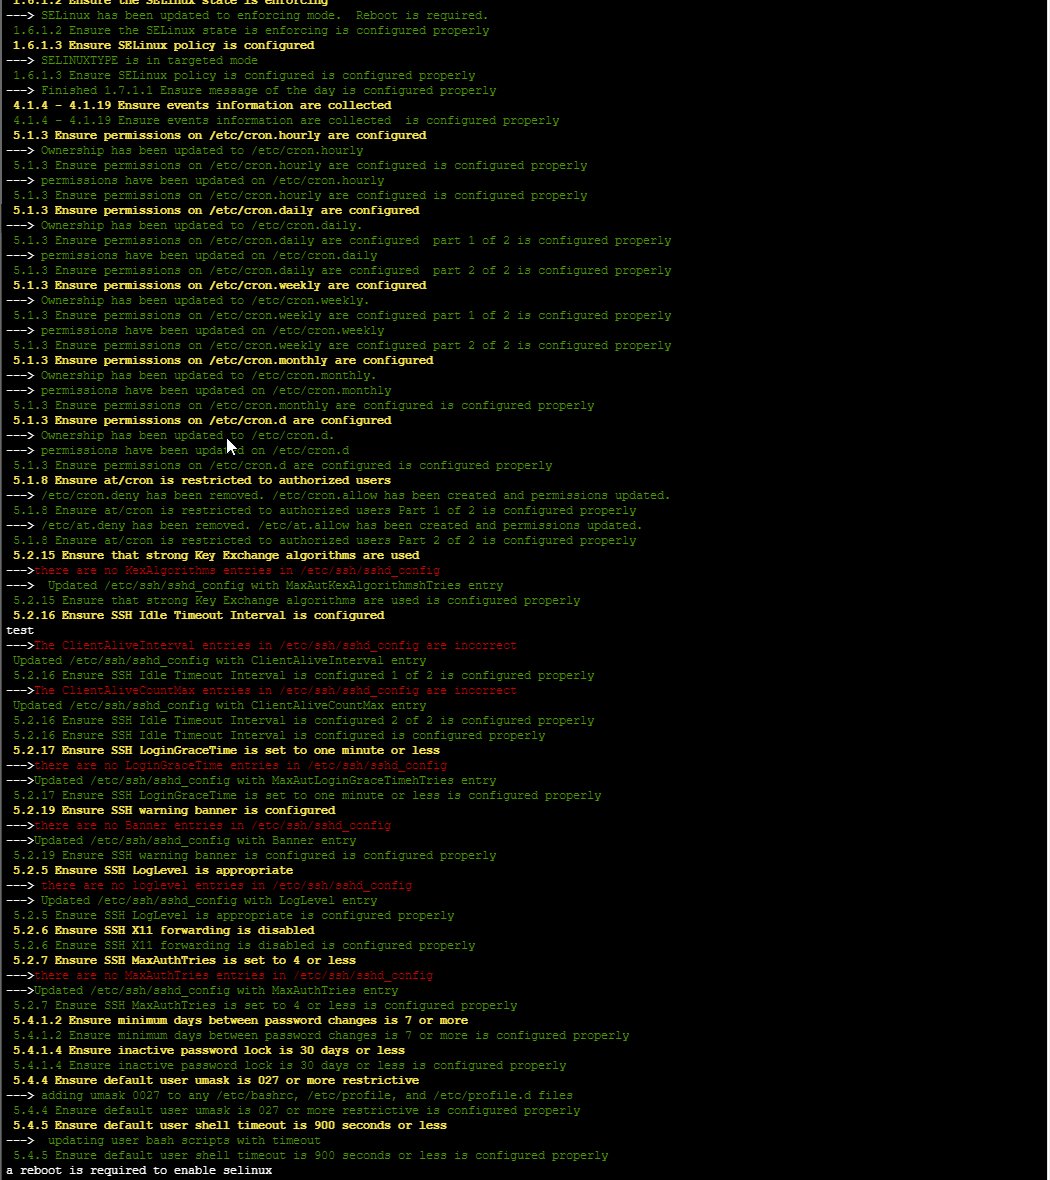 1.6.1.2 Ensure the SELinux state is enforcing
---> SELinux has been updated to enforcing mode.  Reboot is required.
1.6.1.2 Ensure the SELinux state is enforcing is configured properly
1.6.1.3 Ensure SELinux policy is configured
---> SELINUXTYPE is in targeted mode
1.6.1.3 Ensure SELinux policy is configured is configured properly
---> Finished 1.7.1.1 Ensure message of the day is configured properly
4.1.4 - 4.1.19 Ensure events information are collected
4.1.4 - 4.1.19 Ensure events information are collected  is configured properly
5.1.3 Ensure permissions on /etc/cron.hourly are configured
---> Ownership has been updated to /etc/cron.hourly
5.1.3 Ensure permissions on /etc/cron.hourly are configured is configured properly
---> permissions have been updated on /etc/cron.hourly
5.1.3 Ensure permissions on /etc/cron.hourly are configured is configured properly
5.1.3 Ensure permissions on /etc/cron.daily are configured
---> Ownership has been updated to /etc/cron.daily.
5.1.3 Ensure permissions on /etc/cron.daily are configured  part 1 of 2 is configured properly
---> permissions have been updated on /etc/cron.daily
5.1.3 Ensure permissions on /etc/cron.daily are configured  part 2 of 2 is configured properly
5.1.3 Ensure permissions on /etc/cron.weekly are configured
---> Ownership has been updated to /etc/cron.weekly.
5.1.3 Ensure permissions on /etc/cron.weekly are configured part 1 of 2 is configured properly
---> permissions have been updated on /etc/cron.weekly
5.1.3 Ensure permissions on /etc/cron.weekly are configured part 2 of 2 is configured properly
5.1.3 Ensure permissions on /etc/cron.monthly are configured
---> Ownership has been updated to /etc/cron.monthly.
---> permissions have been updated on /etc/cron.monthly
5.1.3 Ensure permissions on /etc/cron.monthly are configured is configured properly
5.1.3 Ensure permissions on /etc/cron.d are configured
---> Ownership has been updated to /etc/cron.d.
---> permissions have been updated on /etc/cron.d
5.1.3 Ensure permissions on /etc/cron.d are configured is configured properly
5.1.8 Ensure at/cron is restricted to authorized users
---> /etc/cron.deny has been removed. /etc/cron.allow has been created and permissions updated.
5.1.8 Ensure at/cron is restricted to authorized users Part 1 of 2 is configured properly
---> /etc/at.deny has been removed. /etc/at.allow has been created and permissions updated.
5.1.8 Ensure at/cron is restricted to authorized users Part 2 of 2 is configured properly
5.2.15 Ensure that strong Key Exchange algorithms are used
--->there are no KexAlgorithms entries in /etc/ssh/sshd_config
--->  Updated /etc/ssh/sshd_config with MaxAutKexAlgorithmshTries entry
5.2.15 Ensure that strong Key Exchange algorithms are used is configured properly
5.2.16 Ensure SSH Idle Timeout Interval is configured
test
--->The ClientAliveInterval entries in /etc/ssh/sshd_config are incorrect
Updated /etc/ssh/sshd_config with ClientAliveInterval entry
5.2.16 Ensure SSH Idle Timeout Interval is configured 1 of 2 is configured properly
--->The ClientAliveCountMax entries in /etc/ssh/sshd_config are incorrect
Updated /etc/ssh/sshd_config with ClientAliveCountMax entry
5.2.16 Ensure SSH Idle Timeout Interval is configured 2 of 2 is configured properly
5.2.16 Ensure SSH Idle Timeout Interval is configured is configured properly
5.2.17 Ensure SSH LoginGraceTime is set to one minute or less
--->there are no LoginGraceTime entries in /etc/ssh/sshd_config
--->Updated /etc/ssh/sshd_config with MaxAutLoginGraceTimehTries entry
5.2.17 Ensure SSH LoginGraceTime is set to one minute or less is configured properly
5.2.19 Ensure SSH warning banner is configured
--->there are no Banner entries in /etc/ssh/sshd_config
--->Updated /etc/ssh/sshd_config with Banner entry
5.2.19 Ensure SSH warning banner is configured is configured properly
5.2.5 Ensure SSH LogLevel is appropriate
---> there are no loglevel entries in /etc/ssh/sshd_config
---> Updated /etc/ssh/sshd_config with LogLevel entry
5.2.5 Ensure SSH LogLevel is appropriate is configured properly
5.2.6 Ensure SSH X11 forwarding is disabled
5.2.6 Ensure SSH X11 forwarding is disabled is configured properly
5.2.7 Ensure SSH MaxAuthTries is set to 4 or less
--->there are no MaxAuthTries entries in /etc/ssh/sshd_config
--->Updated /etc/ssh/sshd_config with MaxAuthTries entry
5.2.7 Ensure SSH MaxAuthTries is set to 4 or less is configured properly
5.4.1.2 Ensure minimum days between password changes is 7 or more
5.4.1.2 Ensure minimum days between password changes is 7 or more is configured properly
5.4.1.4 Ensure inactive password lock is 30 days or less
5.4.1.4 Ensure inactive password lock is 30 days or less is configured properly
5.4.4 Ensure default user umask is 027 or more restrictive
---> adding umask 0027 to any /etc/bashrc, /etc/profile, and /etc/profile.d files
5.4.4 Ensure default user umask is 027 or more restrictive is configured properly
5.4.5 Ensure default user shell timeout is 900 seconds or less
--->  updating user bash scripts with timeout
5.4.5 Ensure default user shell timeout is 900 seconds or less is configured properly
a reboot is required to enable selinux